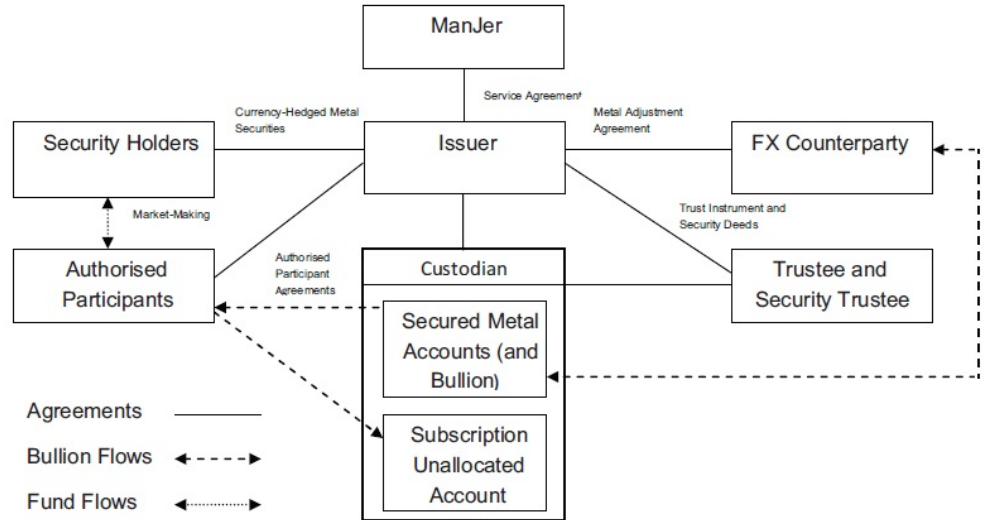 ManJer
Service Agreement
Currency-Hedged Metal
Securities
Metal Adjustment
Agreement
Security Holders
Issuer
FX Counterparty
Market-Making
Trust Instrument and
Security Deeds
Authorised
Participants
Authorised
Participant
Agreements
Custodian
Trustee and
Security Trustee
Secured Metal
Accounts (and
Bullion)
Subscription
Unallocated
Account
Agreements
Bullion Flows
Fund Flows